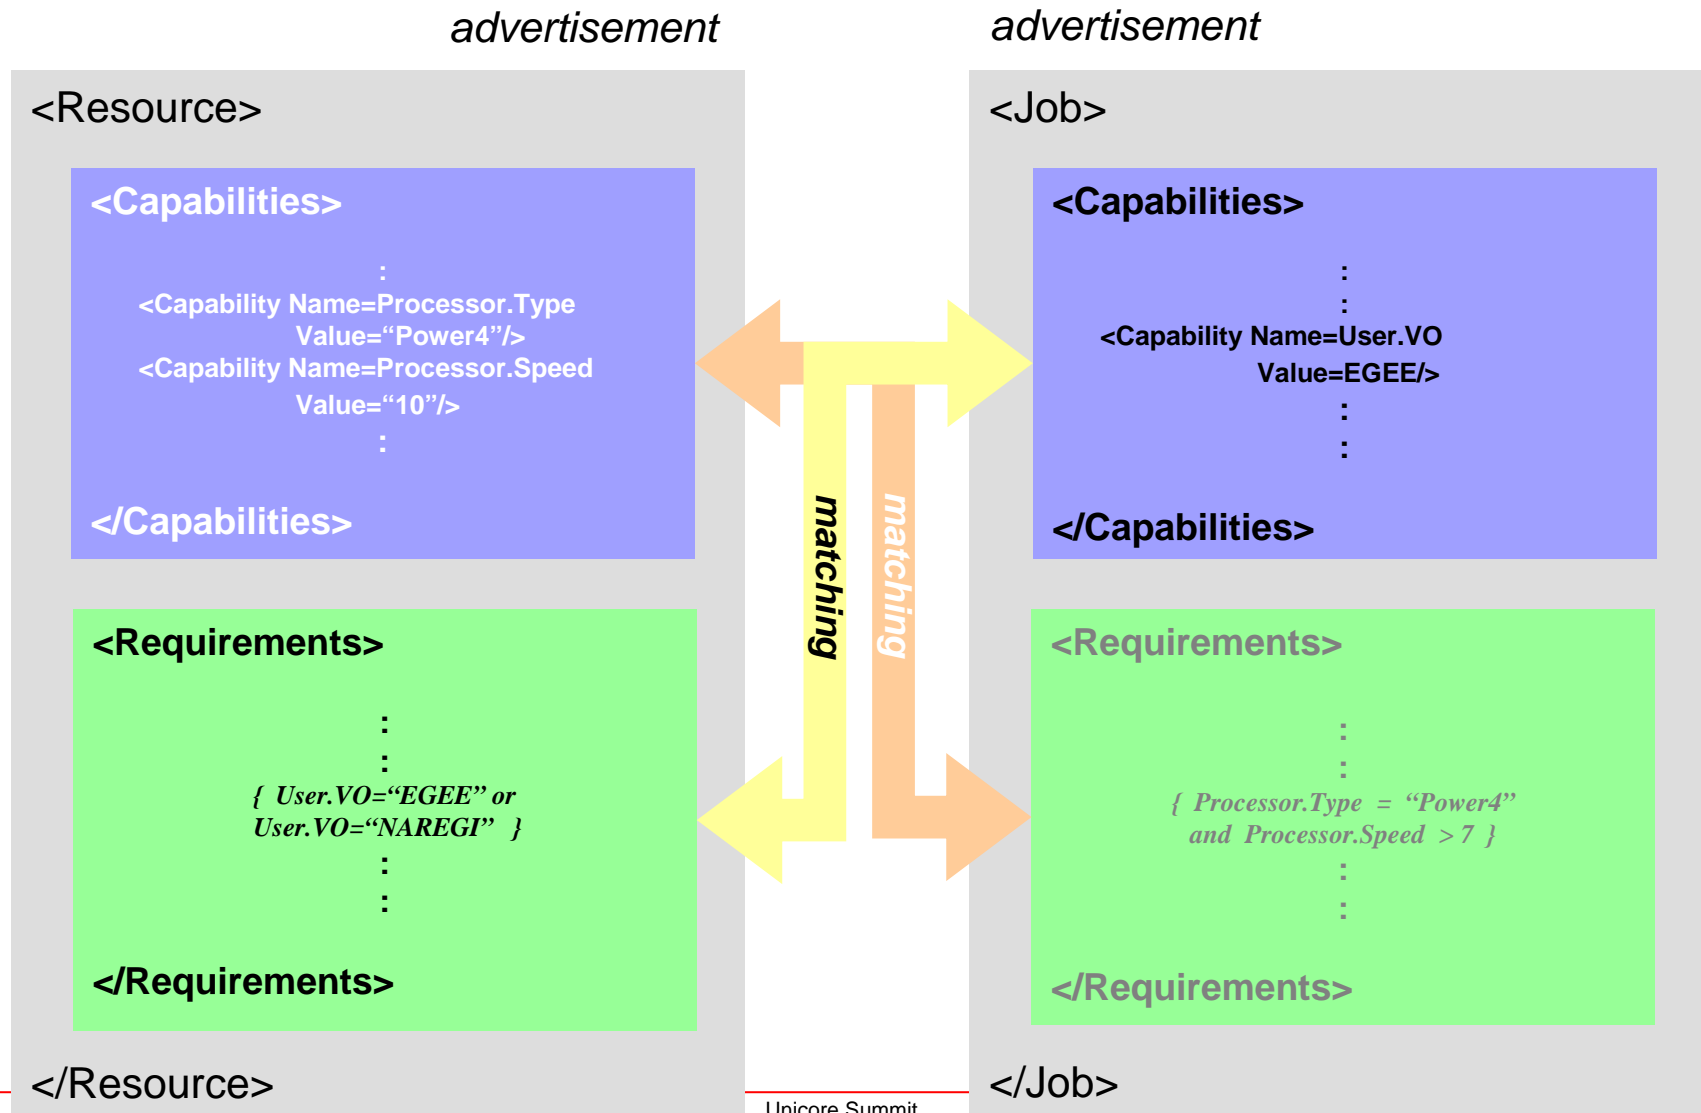 advertisement
<Resource>
<Capabilities>
:
<Capability Name=Processor.Type
Value=“Power4”/>
<Capability Name=Processor.Speed
Value=“10”/>
:
</Capabilities>
<Requirements>
:
:
{ User.VO=“EGEE” or
User.VO=“NAREGI” }
:
:
</Requirements>
</Resource>
matching
matching
advertisement
<Job>
<Capabilities>
:
:
<Capability Name=User.VO
Value=EGEE/>
:
:
</Capabilities>
<Requirements>
:
:
{ Processor.Type = “Power4”
and Processor.Speed > 7 }
:
:
</Requirements>
</Job>
Unicore Summit